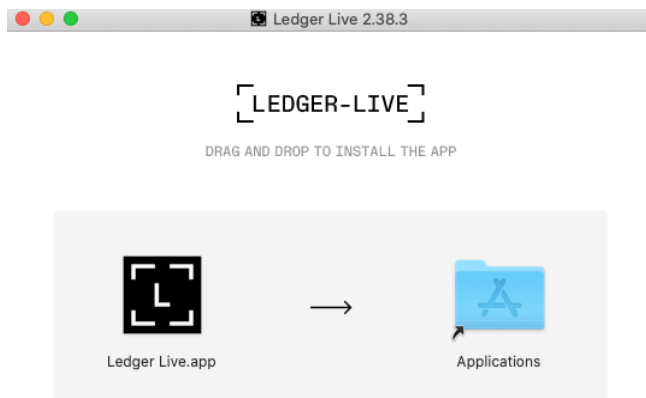 Ledger Live 2.38.3
LEDGER-LIVE
DRAG AND DROP TO INSTALL THE APP
Ledger Live.app
Applications